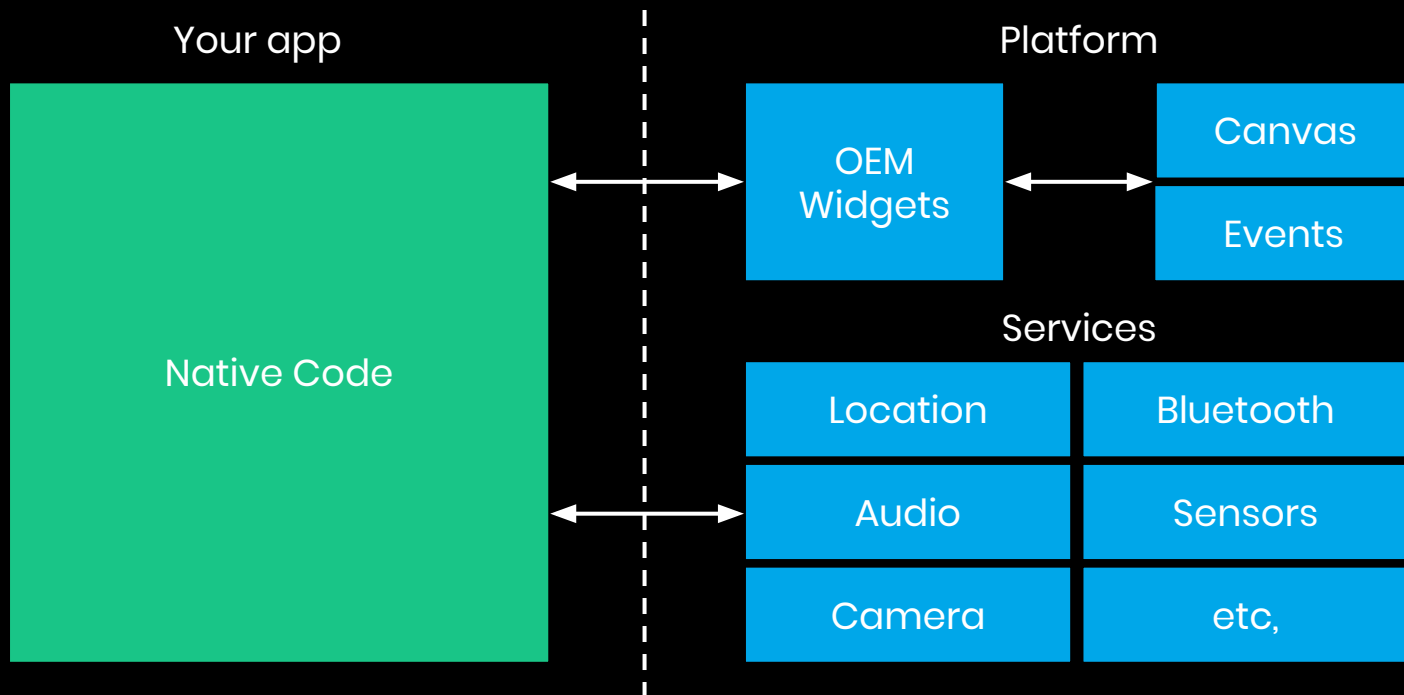 Your app
Platform
Native Code
OEM
Widgets
Canvas
Events
Services
Location
Bluetooth
Audio
Sensors
Camera
etc,